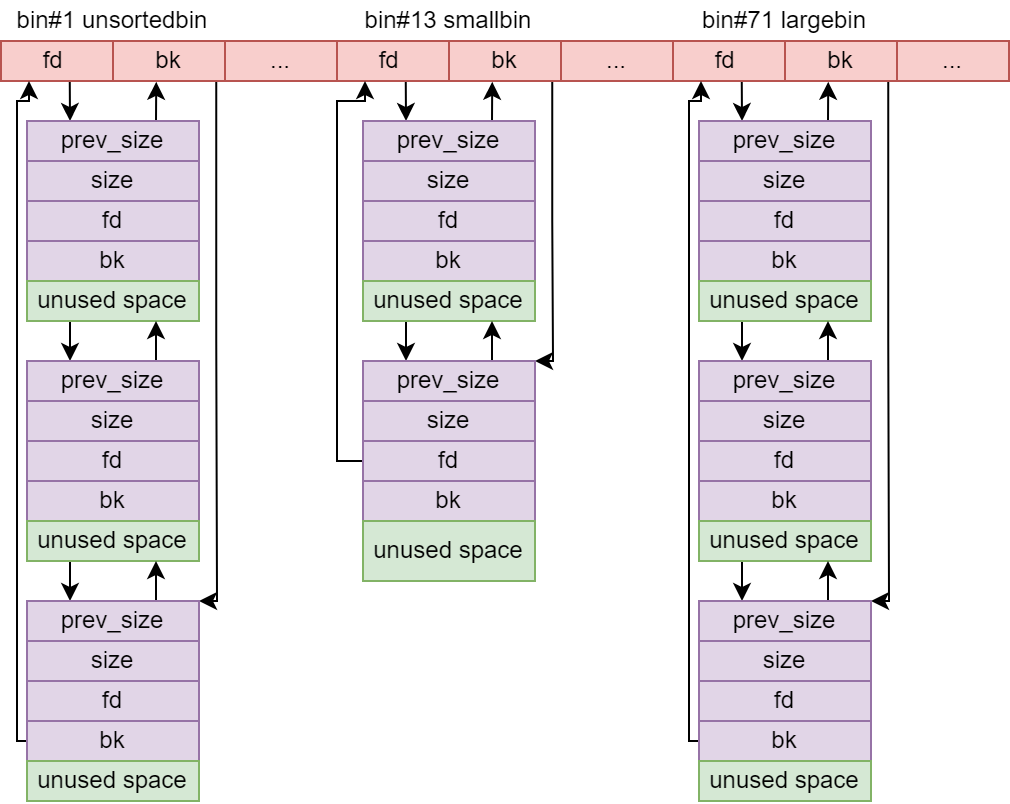 bin#1 unsortedbin
bin#13 smallbin
bin#71 largebin
fd
bk
...
fd
bk
...
fd
bk
...
prev_size
size
fd
bk
unused space
prev_size
size
fd
bk
unused space
prev_size
size
fd
bk
unused space
prev_size
size
fd
bk
unused space
prev_size
size
fd
bk
unused space
prev_size
size
fd
bk
unused space
prev_size
size
fd
bk
unused space
prev_size
size
fd
bk
unused space